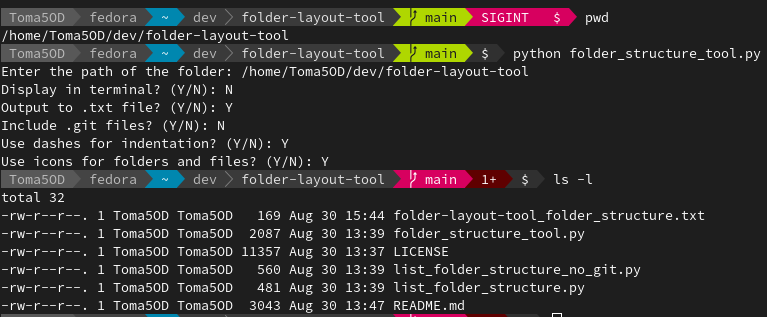 Toma5OD fedora ~ dev folder-layout-tool main SIGINT $ pwd
/home/Toma5OD/dev/folder-layout-tool
Toma5OD fedora ~ dev folder-layout-tool main $ python folder_structure_tool.py
Enter the path of the folder: /home/Toma5OD/dev/folder-layout-tool
Display in terminal? (Y/N): N
Output to .txt file? (Y/N): Y
Include .git files? (Y/N): N
Use dashes for indentation? (Y/N): Y
Use icons for folders and files? (Y/N): Y
Toma5OD fedora ~ dev folder-layout-tool main 1+ $ ls -l
total 32
-rw-r--r--. 1 Toma5OD Toma5OD   169 Aug 30 15:44 folder-layout-tool_folder_structure.txt
-rw-r--r--. 1 Toma5OD Toma5OD  2087 Aug 30 13:39 folder_structure_tool.py
-rw-r--r--. 1 Toma5OD Toma5OD 11357 Aug 30 13:37 LICENSE
-rw-r--r--. 1 Toma5OD Toma5OD   560 Aug 30 13:39 list_folder_structure_no_git.py
-rw-r--r--. 1 Toma5OD Toma5OD   481 Aug 30 13:39 list_folder_structure.py
-rw-r--r--. 1 Toma5OD Toma5OD  3043 Aug 30 13:47 README.md